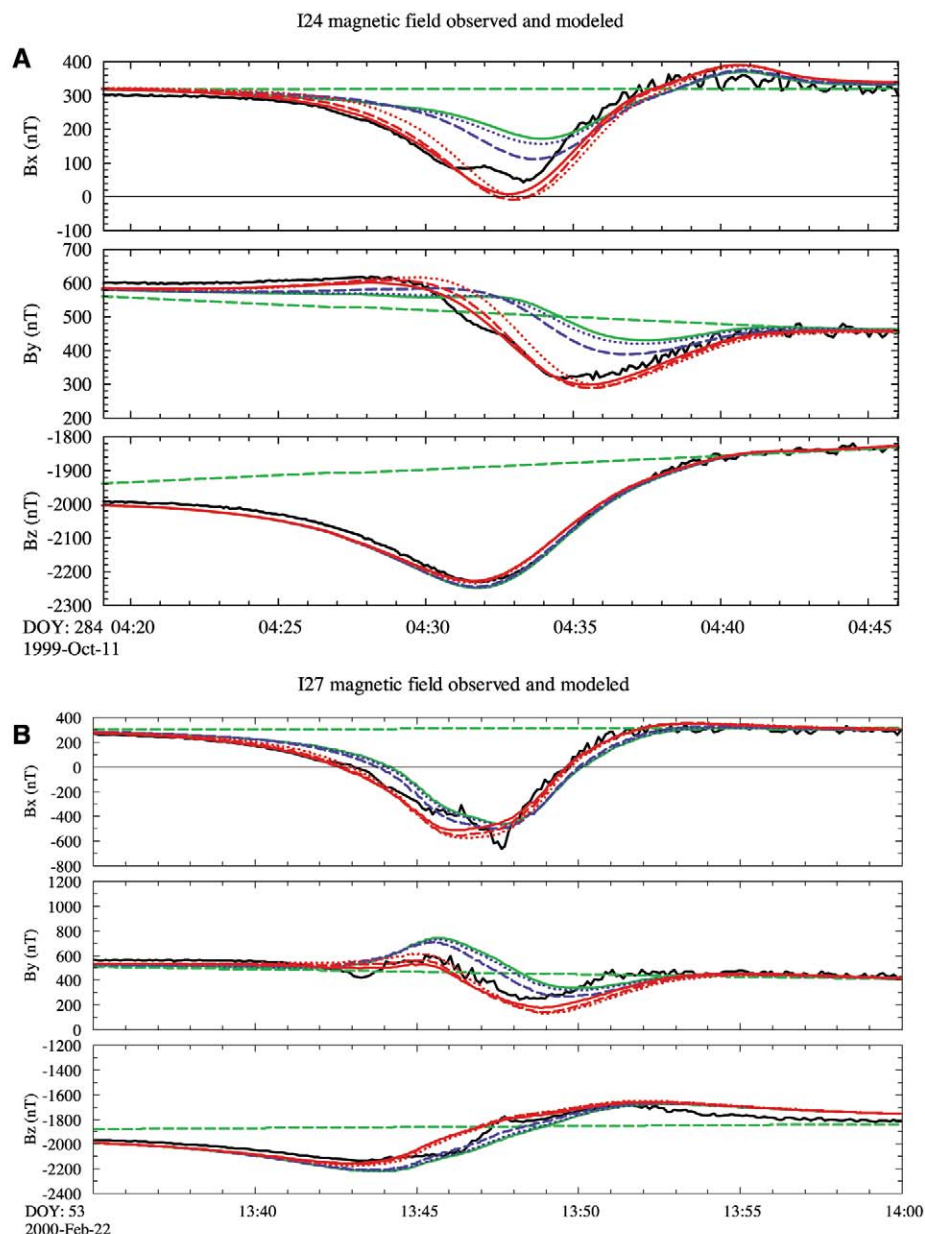 I24 magnetic field observed and modeled
A
400
300
200
100
0
-100
Bx (nT)
700
600
500
400
300
200
By (nT)
-1800
-1900
-2000
-2100
-2200
-2300
Bz (nT)
DOY: 284 04:20 04:25 04:30 04:35 04:40 04:45
1999-Oct-11
I27 magnetic field observed and modeled
B
400
200
0
-200
-400
-600
-800
Bx (nT)
1200
1000
800
600
400
200
0
By (nT)
-1200
-1400
-1600
-1800
-2000
-2200
-2400
Bz (nT)
DOY: 53 13:40 13:45 13:50 13:55 14:00
2000-Feb-22